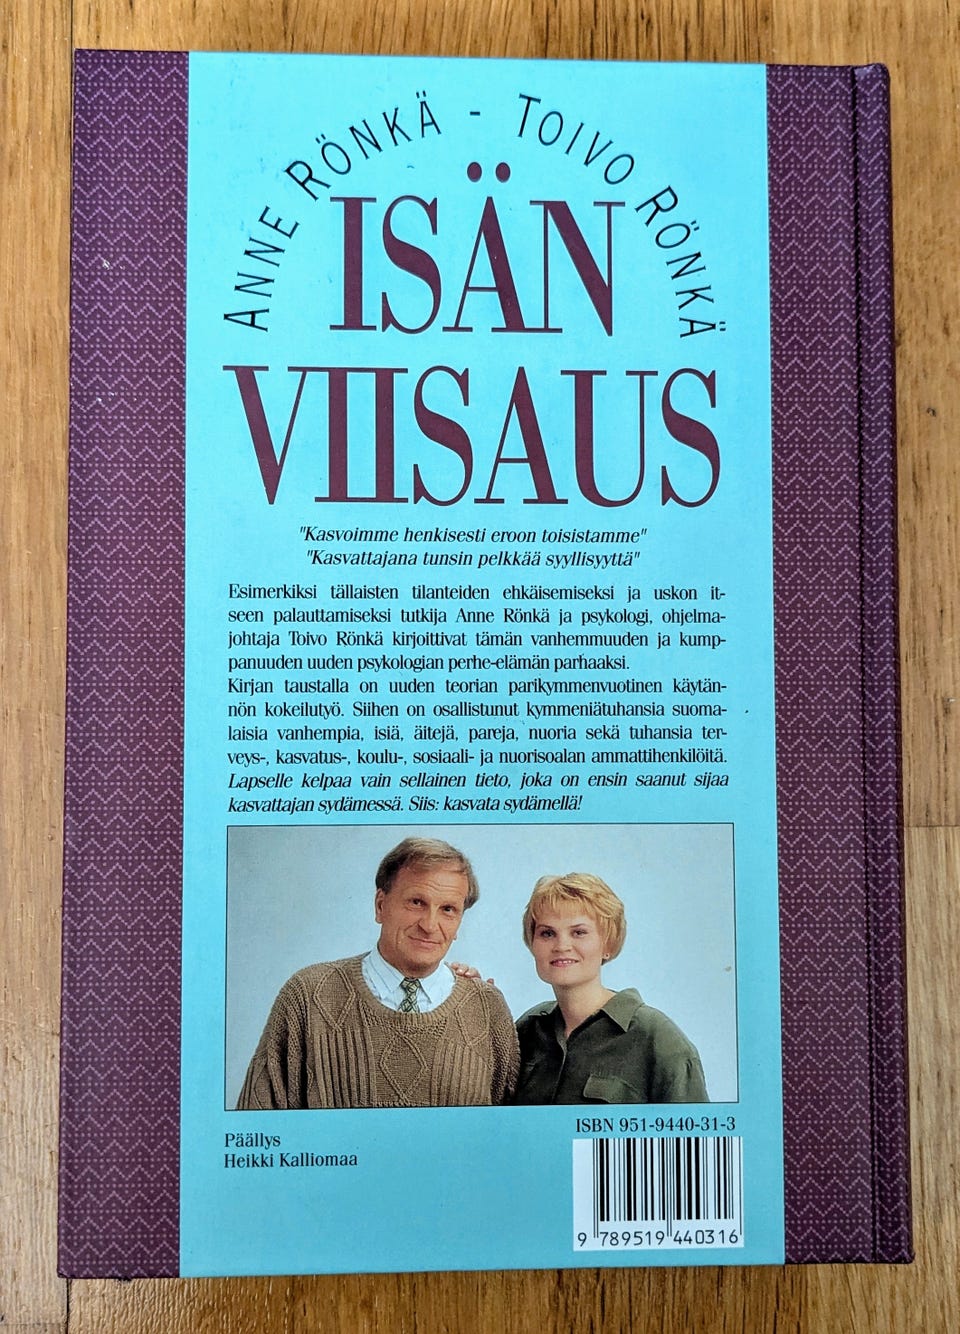 ANNE RÖNKÄ - TOIVO RÖNKÄ
ISÄN
VIISAUS
"Kasvoimme henkisesti eroon toisistamme"
"Kasvattajana tunsin pelkkää syyllisyyttä"
Esimerkiksi tällaisten tilanteiden ehkäisemiseksi ja uskon it-
seen palauttamiseksi tutkija Anne Rönkä ja psykologi, ohjelma-
johtaja Toivo Rönkä kirjoittivat tämän vanhemmuuden ja kump-
panuuden uuden psykologian perhe-elämän parhaaksi.
Kirjan taustalla on uuden teorian parikymmenvuotinen käytän-
nön kokeilutyö. Siihen on osallistunut kymmeniätuhansia suoma-
laisia vanhempia, isiä, äitejä, pareja, nuoria sekä tuhansia ter-
veys-, kasvatus-, koulu-, sosiaali- ja nuorisoalan ammattihenkilöitä.
Lapselle kelpaa vain sellainen tieto, joka on ensin saanut sijaa
kasvattajan sydämessä. Siis: kasvata sydämellä!
Päällys
Heikki Kalliomaa
ISBN 951-9440-31-3
9 789519 440316